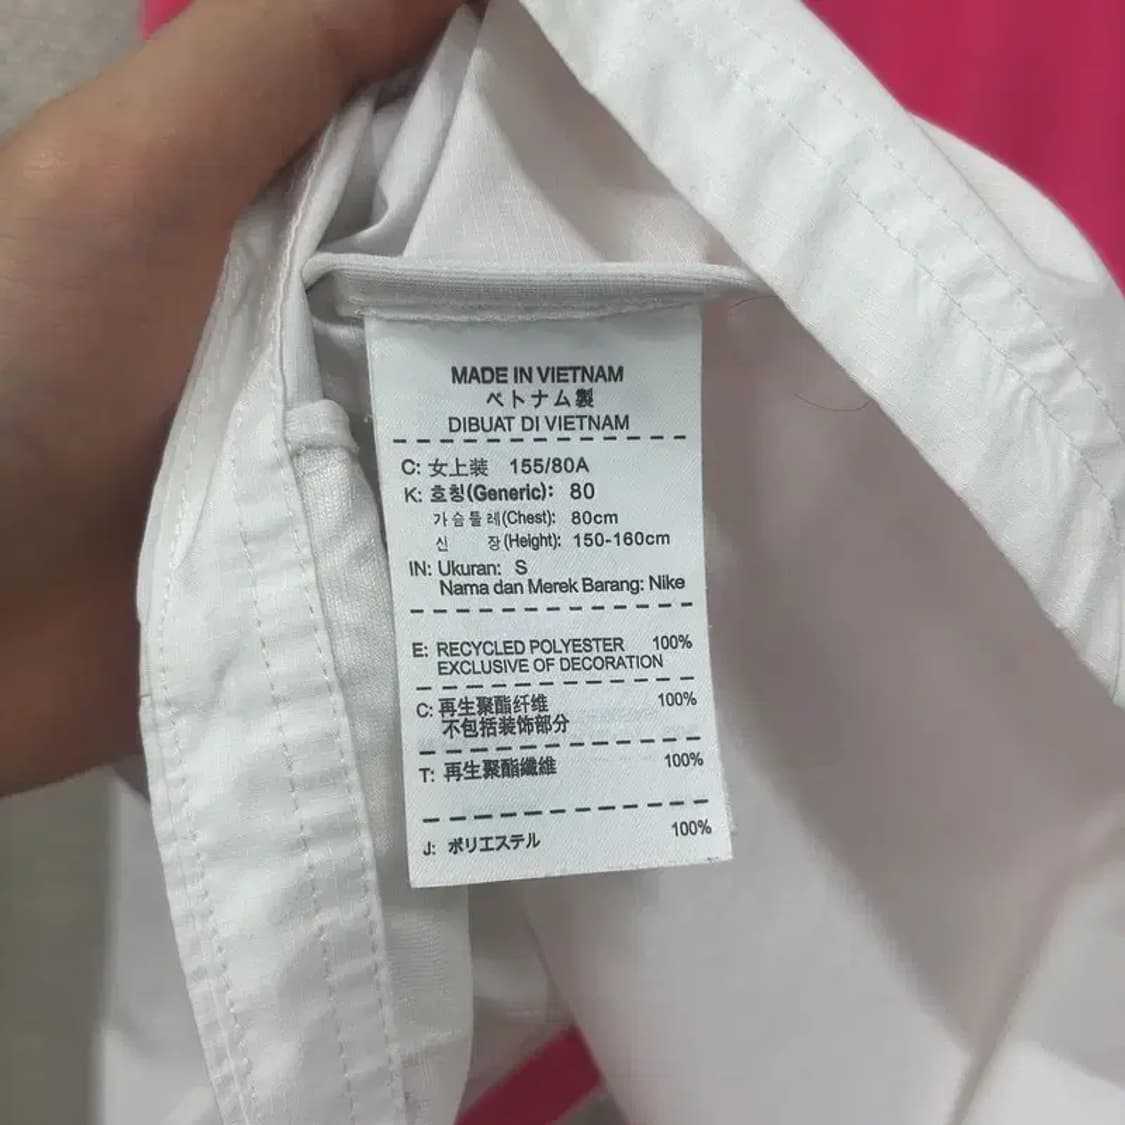 MADE IN VIETNAM
ベトナム製
DIBUAT DI VIETNAM
C: 女上装 155/80A
K: 호칭(Generic): 80
가슴둘레(Chest): 80cm
신 장(Height): 150-160cm
IN: Ukuran: S
Nama dan Merek Barang: Nike
E: RECYCLED POLYESTER 100%
EXCLUSIVE OF DECORATION
C: 再生聚酯纤维 100%
不包括装饰部分
T: 再生聚酯纖維 100%
J: ポリエステル 100%